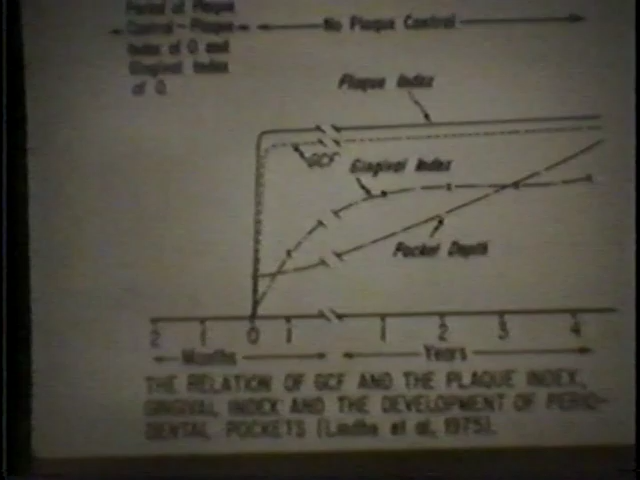 Period of Plaque
Control-Plaque
Index of 0 and
Gingival Index
of 0.
No Plaque Control
Plaque Index
GCF
Gingival Index
Pocket Depth
2 1 0 1 1 2 3 4
Months
Years
THE RELATION OF GCF AND THE PLAQUE INDEX,
GINGIVAL INDEX AND THE DEVELOPMENT OF PERIO-
DENTAL POCKETS (Lindhe et al, 1975).